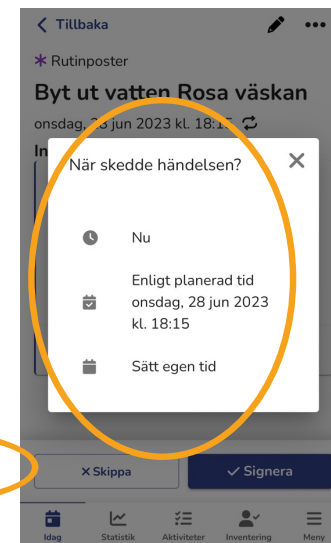 Tillbaka
Rutinposter
Byt ut vatten Rosa väskan
onsdag, 28 jun 2023 kl. 18:15
In
När skedde händelsen?
Nu
Enligt planerad tid
onsdag, 28 jun 2023
kl. 18:15
Sätt egen tid
Skippa
Signera
Idag
Statistik
Aktiviteter
Inventering
Meny